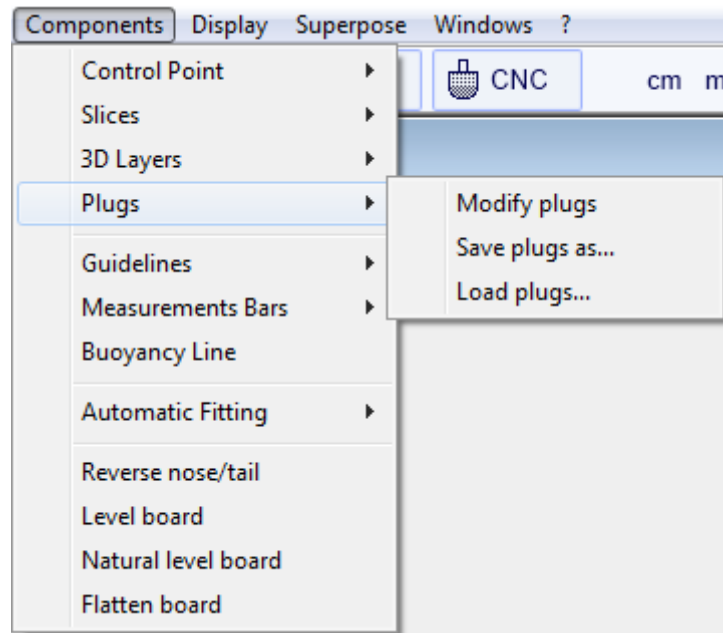 Components Display Superpose Windows ?
CNC cm
Control Point
Slices
3D Layers
Plugs
Modify plugs
Save plugs as...
Load plugs...
Guidelines
Measurements Bars
Buoyancy Line
Automatic Fitting
Reverse nose/tail
Level board
Natural level board
Flatten board